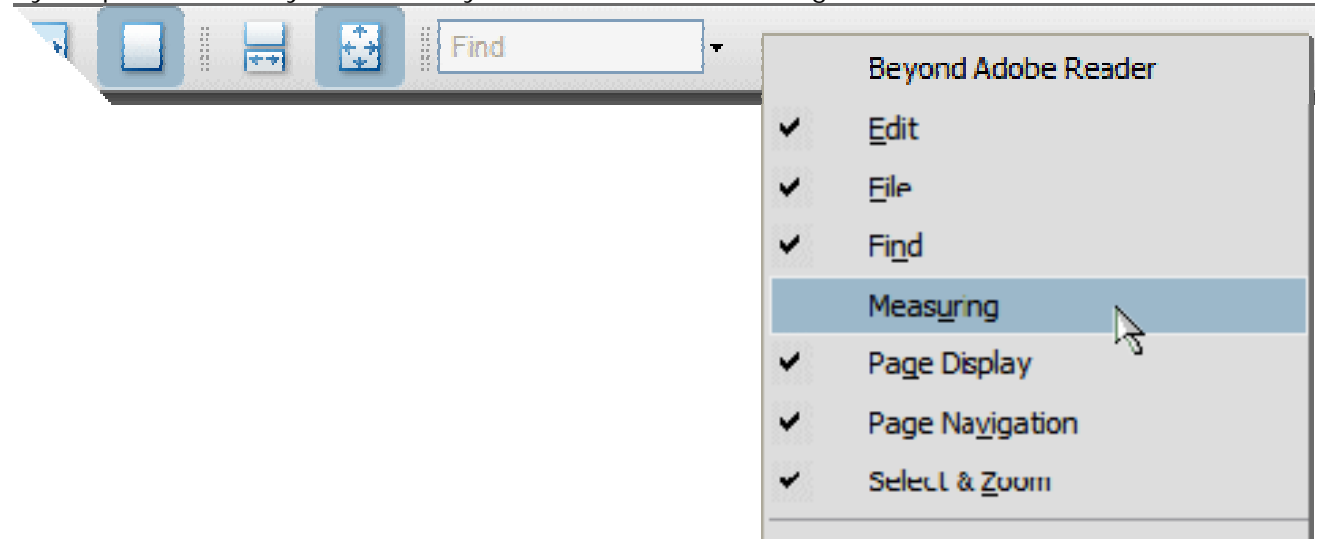 Find
Beyond Adobe Reader
Edit
File
Find
Measuring
Page Display
Page Navigation
Select & Zoom